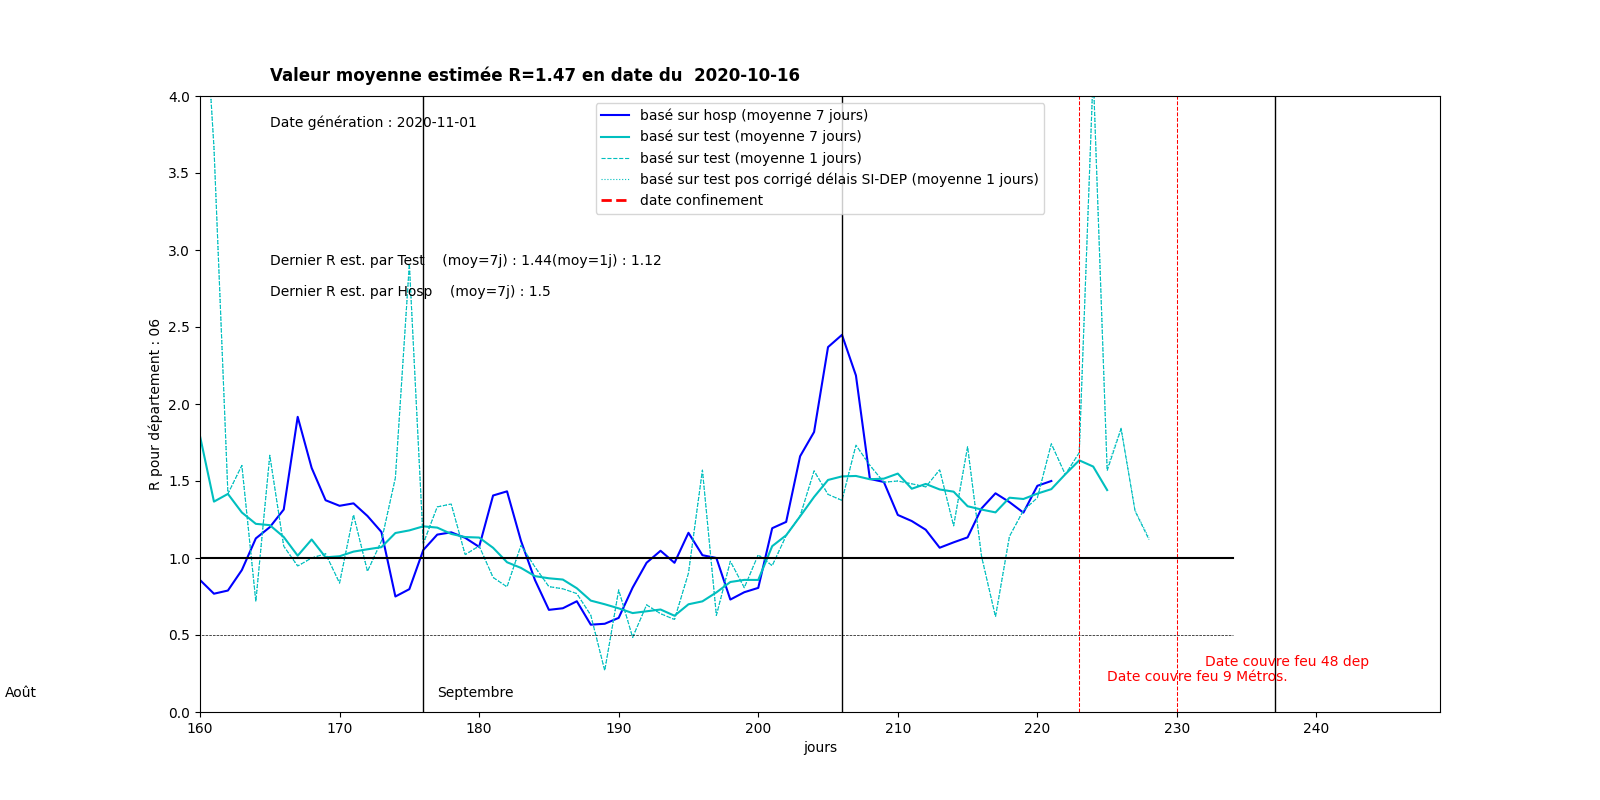 Valeur moyenne estimée R=1.47 en date du  2020-10-16
4.0
Date génération : 2020-11-01
basé sur hosp (moyenne 7 jours)
basé sur test (moyenne 7 jours)
basé sur test (moyenne 1 jours)
basé sur test pos corrigé délais SI-DEP (moyenne 1 jours)
date confinement
3.5
3.0
Dernier R est. par Test    (moy=7j) : 1.44(moy=1j) : 1.12
Dernier R est. par Hosp    (moy=7j) : 1.5
2.5
2.0
1.5
1.0
0.5
0.0
R pour département : 06
Date couvre feu 48 dep
Date couvre feu 9 Métros.
Août
Septembre
160 170 180 190 200 210 220 230 240
jours